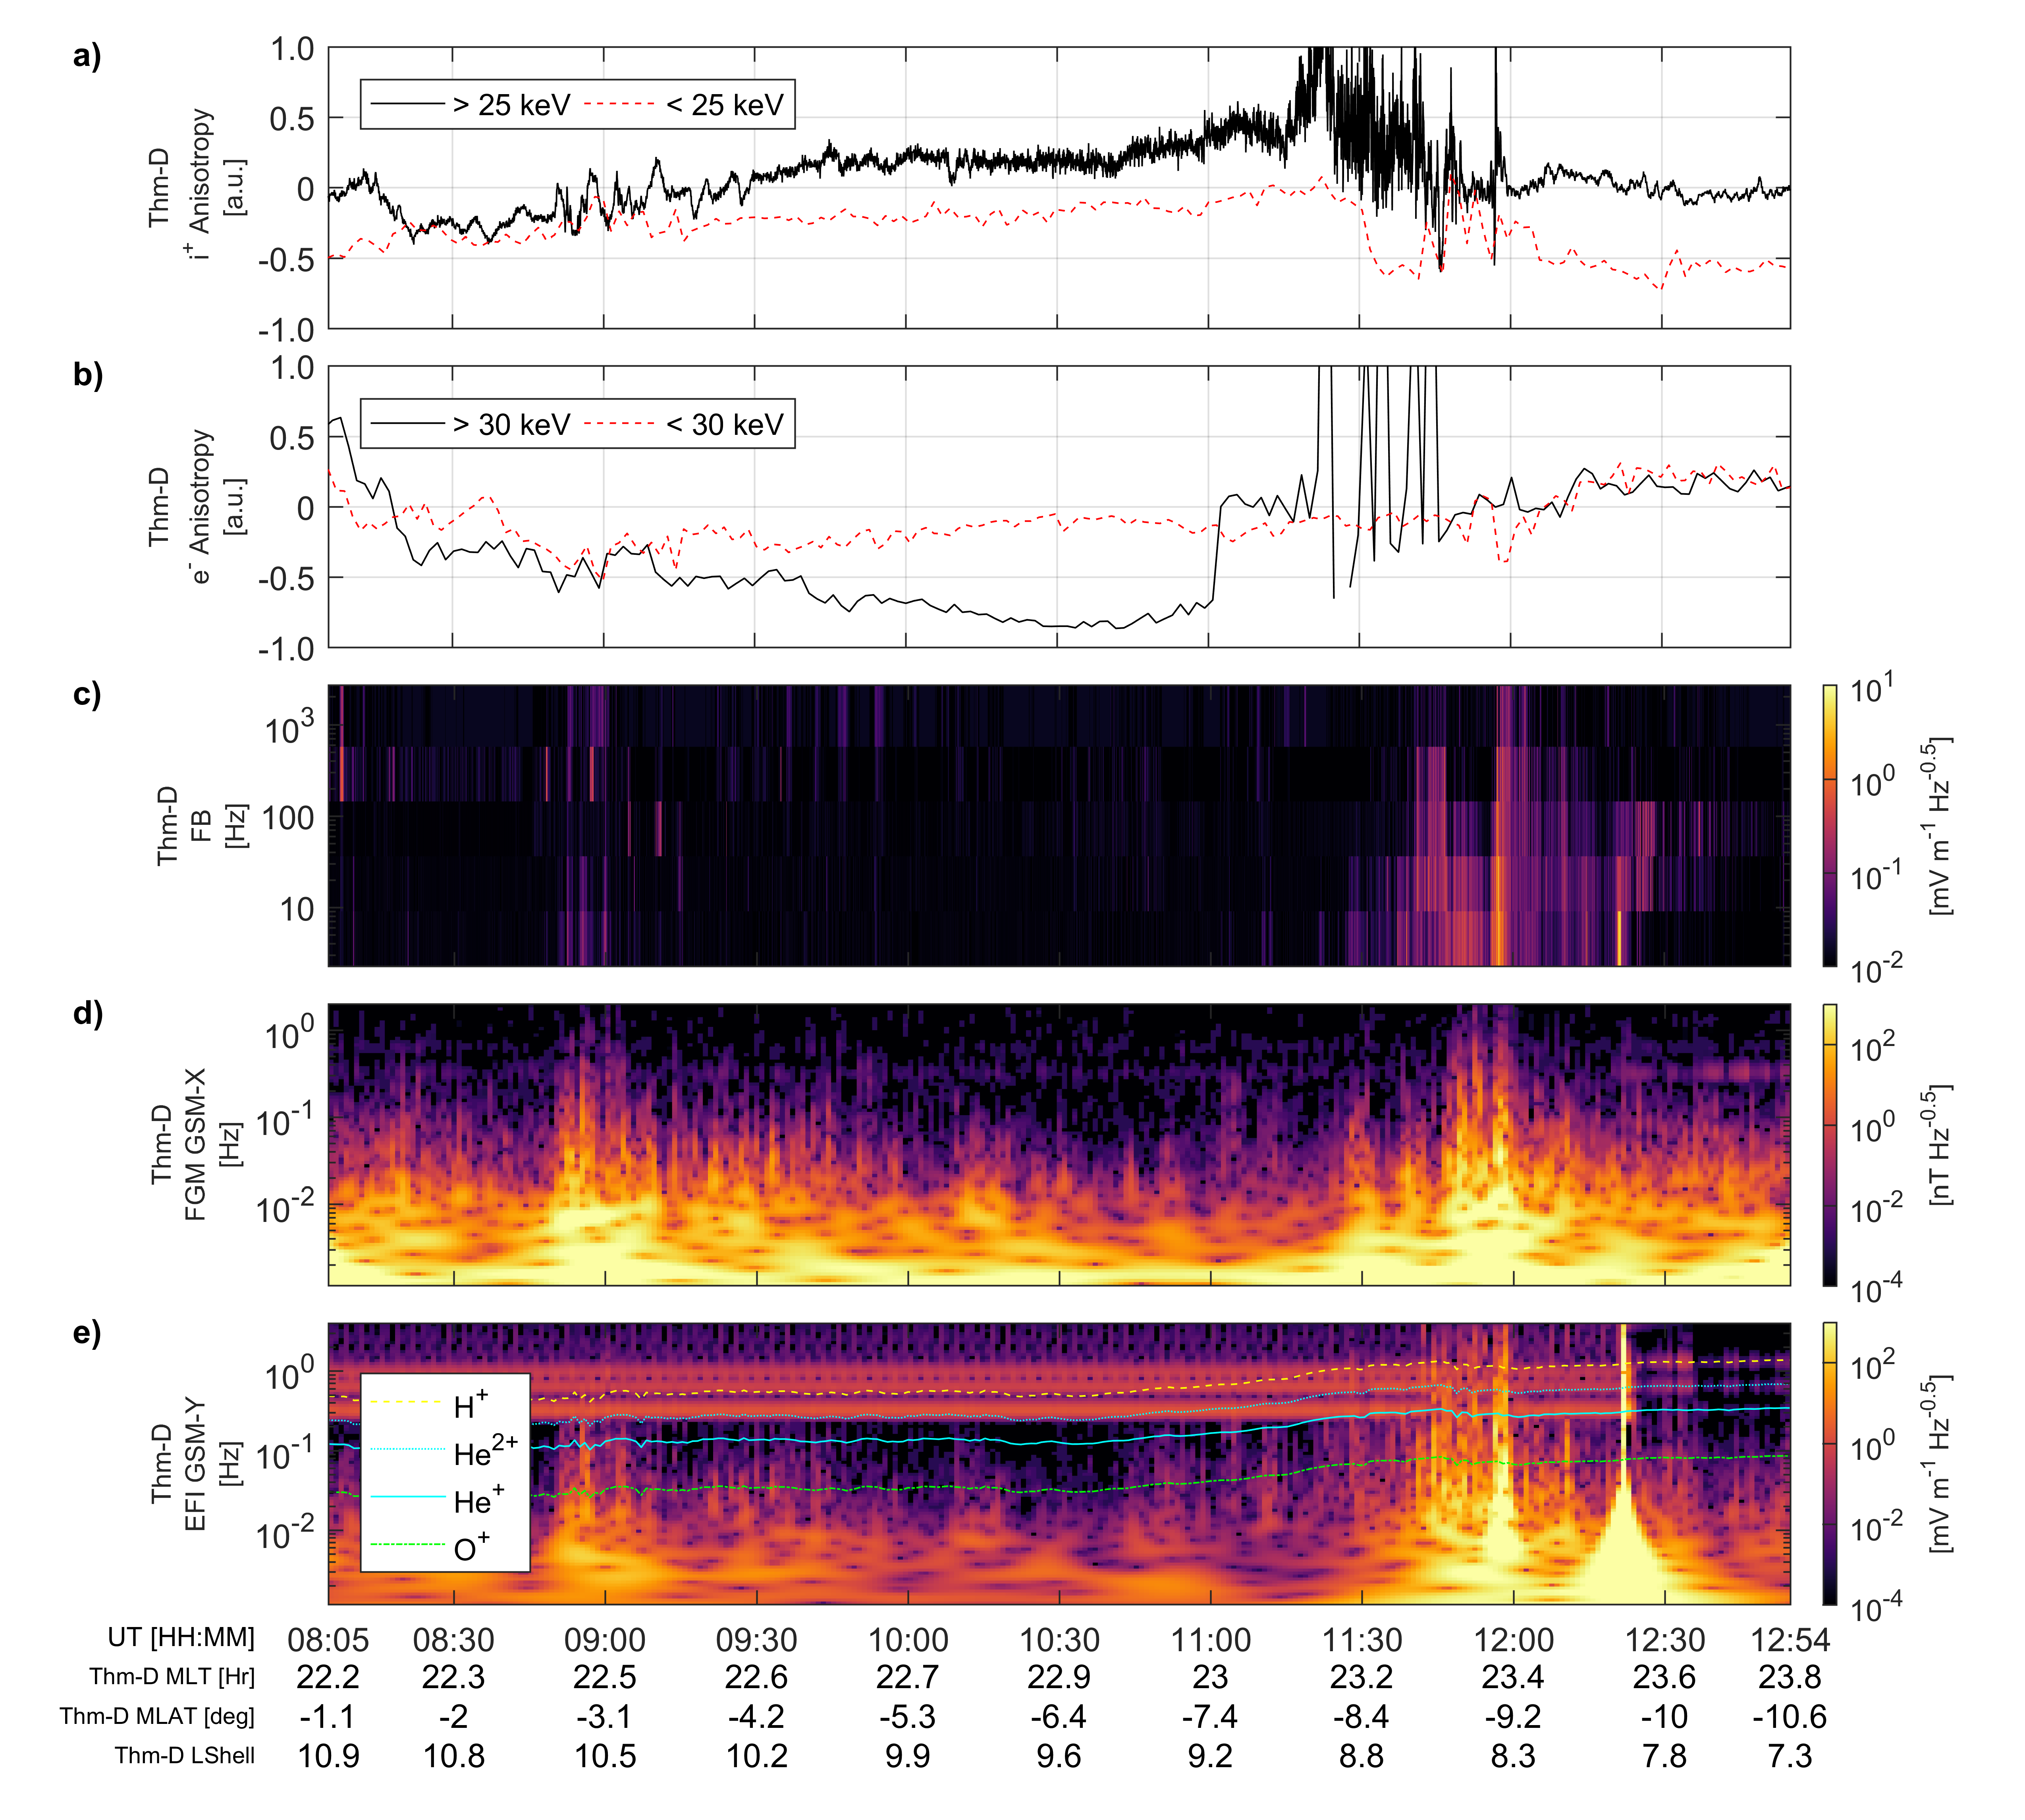 a)
1.0
0.5
0
-0.5
-1.0
Thm-D
i+ Anisotropy
[a.u.]
> 25 keV < 25 keV
b)
1.0
0.5
0
-0.5
-1.0
Thm-D
e- Anisotropy
[a.u.]
> 30 keV < 30 keV
c)
10^3
100
10
Thm-D
FB
[Hz]
10^1
10^0
10^-1
10^-2
[mV m^-1 Hz^-0.5]
d)
10^0
10^-1
10^-2
Thm-D
FGM GSM-X
[Hz]
10^2
10^0
10^-2
10^-4
[nT Hz^-0.5]
e)
10^0
10^-1
10^-2
Thm-D
EFI GSM-Y
[Hz]
H+
He2+
He+
O+
10^2
10^0
10^-2
10^-4
[mV m^-1 Hz^-0.5]
UT [HH:MM] 08:05 08:30 09:00 09:30 10:00 10:30 11:00 11:30 12:00 12:30 12:54
Thm-D MLT [Hr] 22.2 22.3 22.5 22.6 22.7 22.9 23 23.2 23.4 23.6 23.8
Thm-D MLAT [deg] -1.1 -2 -3.1 -4.2 -5.3 -6.4 -7.4 -8.4 -9.2 -10 -10.6
Thm-D LShell 10.9 10.8 10.5 10.2 9.9 9.6 9.2 8.8 8.3 7.8 7.3